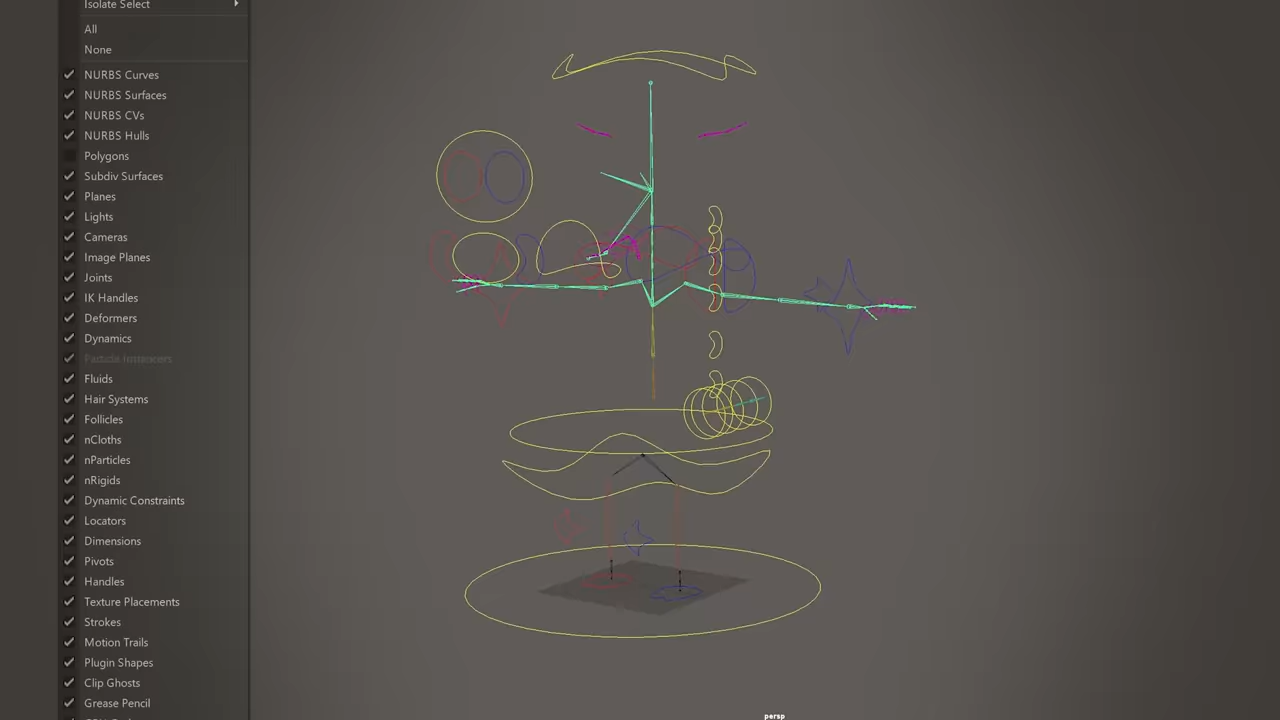 Isolate Select
All
None
NURBS Curves
NURBS Surfaces
NURBS CVs
NURBS Hulls
Polygons
Subdiv Surfaces
Planes
Lights
Cameras
Image Planes
Joints
IK Handles
Deformers
Dynamics
Particle Instancers
Fluids
Hair Systems
Follicles
nCloths
nParticles
nRigids
Dynamic Constraints
Locators
Dimensions
Pivots
Handles
Texture Placements
Strokes
Motion Trails
Plugin Shapes
Clip Ghosts
Grease Pencil
persp